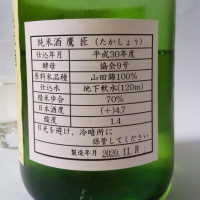 純米酒 鷹匠（たかしょう）
仕込年月 平成30年度
酵母 協会9号
原料米品種 山田錦100%
仕込水 地下軟水(120m)
精米歩合 70%
日本酒度 (+)4.7
酸度 1.4
日光を避け、冷暗所に
保管してください
製造年月 2020.11月.